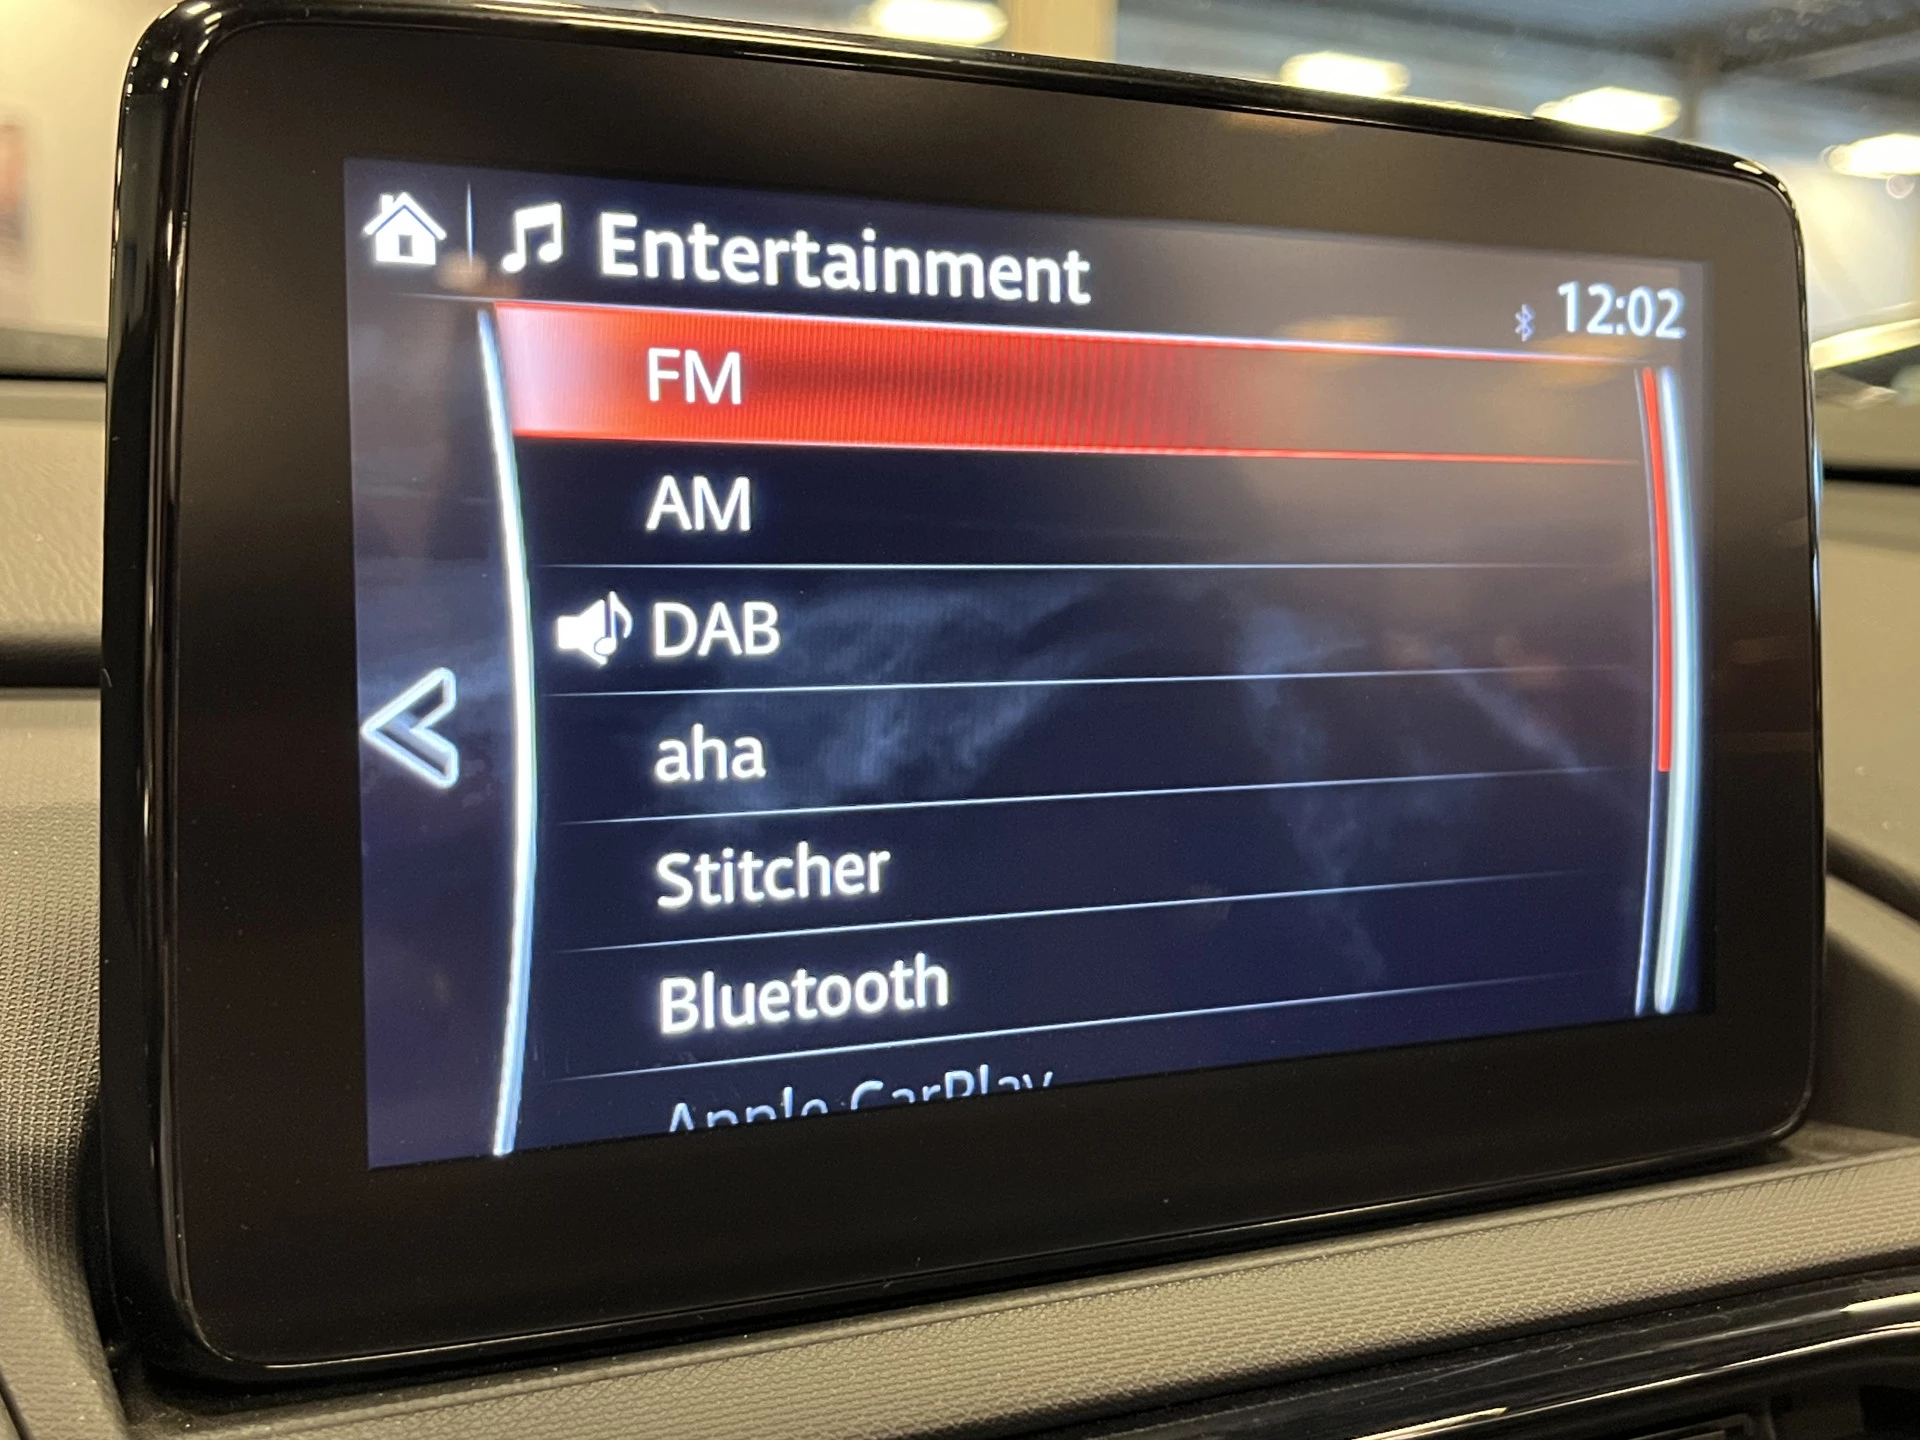 Entertainment
12:02
FM
AM
DAB
aha
Stitcher
Bluetooth
Apple CarPlay